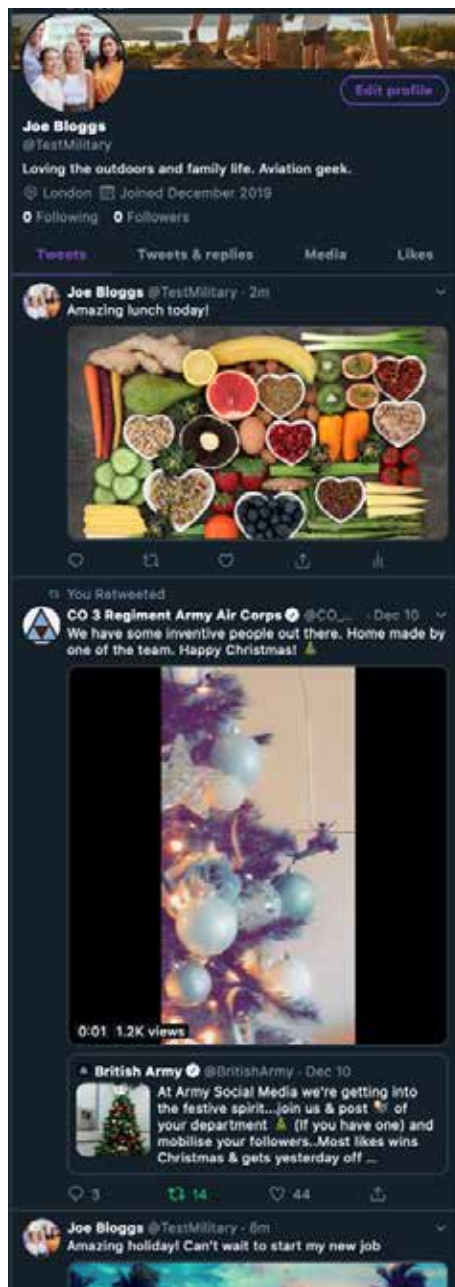 Edit profile
Joe Bloggs
@TestMilitary
Loving the outdoors and family life. Aviation geek.
London Joined December 2019
0 Following 0 Followers
Tweets Tweets & replies Media Likes
Joe Bloggs @TestMilitary · 2m
Amazing lunch today!
You Retweeted
CO 3 Regiment Army Air Corps @CO_... · Dec 10
We have some inventive people out there. Home made by
one of the team. Happy Christmas! 🎄
0:01 1.2K views
British Army @BritishArmy · Dec 10
At Army Social Media we're getting into
the festive spirit...join us & post 📸 of
your department 🎄 (If you have one) and
mobilise your followers..Most likes wins
Christmas & gets yesterday off ...
3 14 44
Joe Bloggs @TestMilitary · 6m
Amazing holiday! Can't wait to start my new job